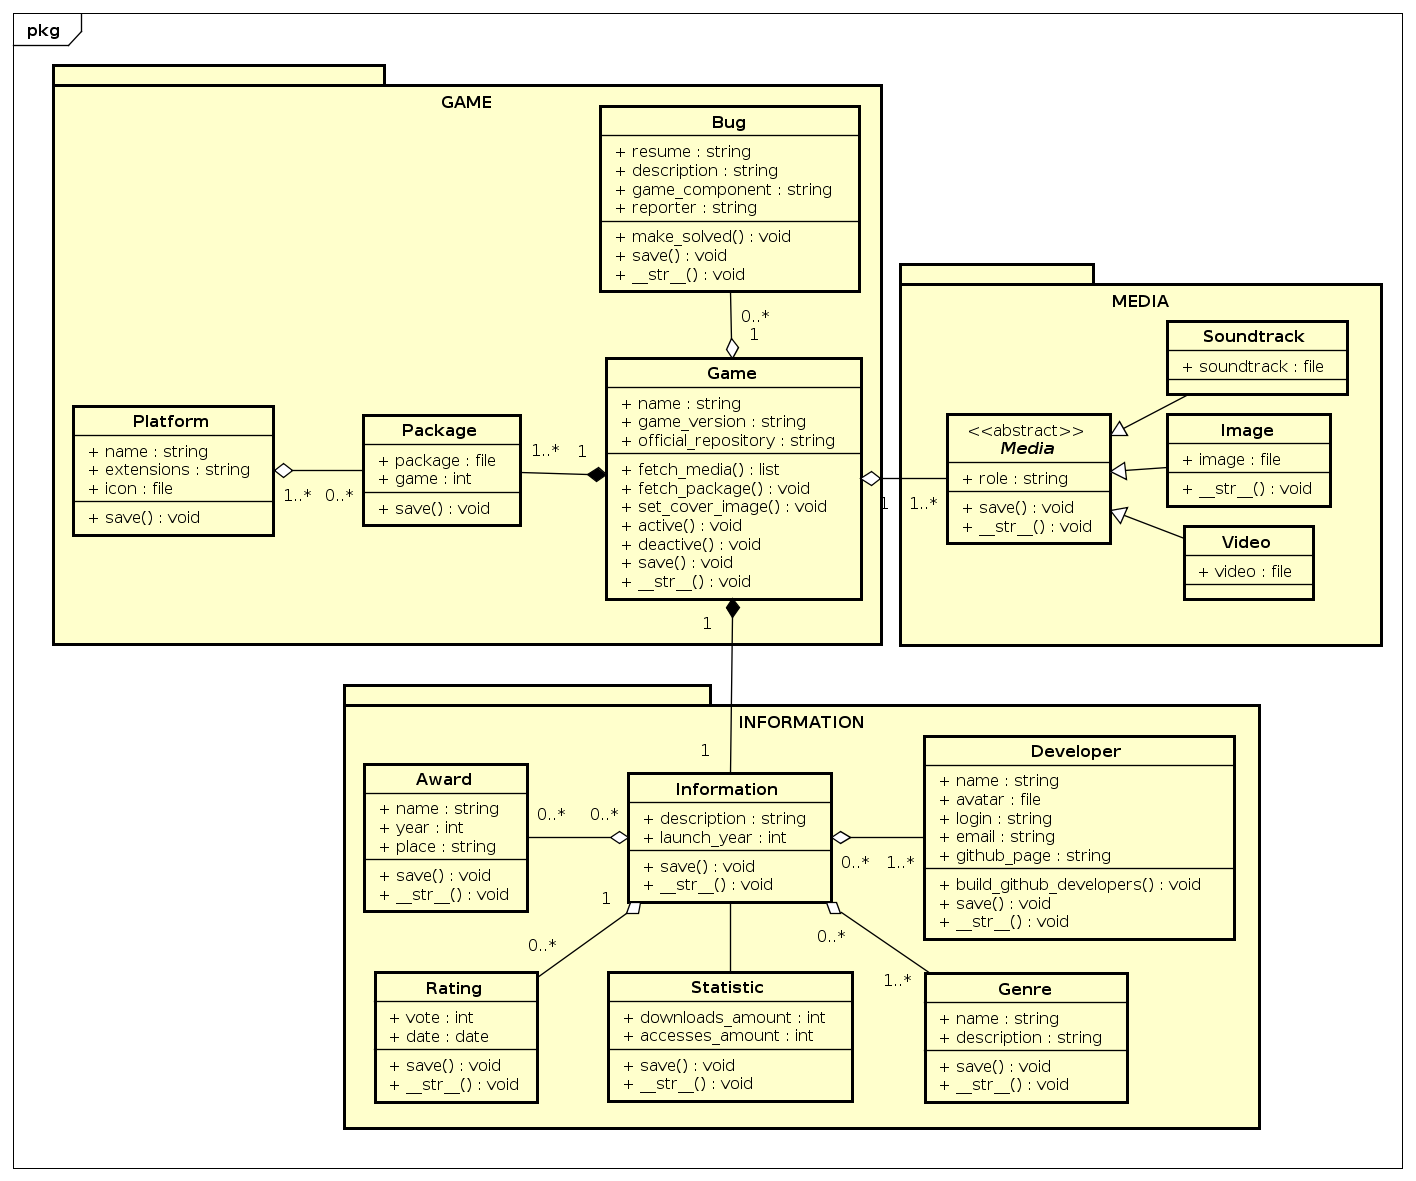 pkg
GAME
Bug
+ resume : string
+ description : string
+ game_component : string
+ reporter : string
+ make_solved() : void
+ save() : void
+ __str__() : void
0..*
1
Game
+ name : string
+ game_version : string
+ official_repository : string
+ fetch_media() : list
+ fetch_package() : void
+ set_cover_image() : void
+ active() : void
+ deactive() : void
+ save() : void
+ __str__() : void
Platform
+ name : string
+ extensions : string
+ icon : file
+ save() : void
1..*
0..*
Package
+ package : file
+ game : int
+ save() : void
1..*
1
1
1..*
MEDIA
Soundtrack
+ soundtrack : file
<<abstract>>
Media
+ role : string
+ save() : void
+ __str__() : void
Image
+ image : file
+ __str__() : void
Video
+ video : file
1
1
INFORMATION
Award
+ name : string
+ year : int
+ place : string
+ save() : void
+ __str__() : void
0..*
0..*
Information
+ description : string
+ launch_year : int
+ save() : void
+ __str__() : void
0..*
1..*
Developer
+ name : string
+ avatar : file
+ login : string
+ email : string
+ github_page : string
+ build_github_developers() : void
+ save() : void
+ __str__() : void
1
0..*
0..*
1..*
Rating
+ vote : int
+ date : date
+ save() : void
+ __str__() : void
Statistic
+ downloads_amount : int
+ accesses_amount : int
+ save() : void
+ __str__() : void
Genre
+ name : string
+ description : string
+ save() : void
+ __str__() : void